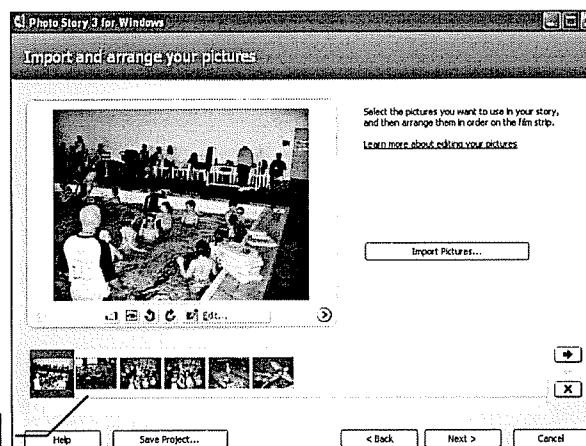 Photo Story 3 for Windows
Import and arrange your pictures
Select the pictures you want to use in your story,
and then arrange them in order on the film strip.
Learn more about editing your pictures
Import Pictures...
Edit...
Help
Save Project...
< Back
Next >
Cancel